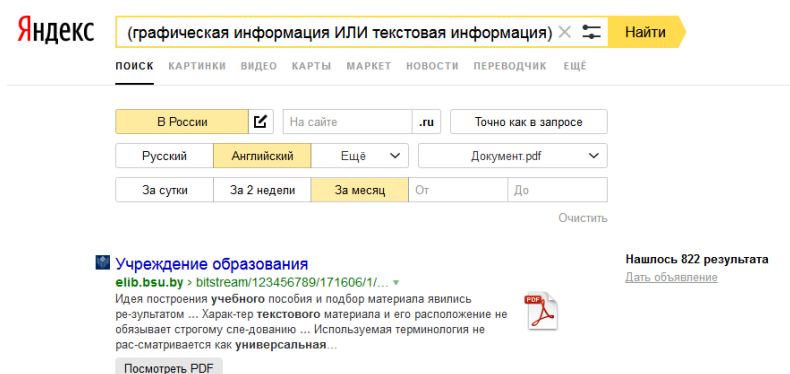 Яндекс
(графическая информация ИЛИ текстовая информация)
Найти
ПОИСК КАРТИНКИ ВИДЕО КАРТЫ МАРКЕТ НОВОСТИ ПЕРЕВОДЧИК ЕЩЁ
В России На сайте .ru Точно как в запросе
Русский Английский Ещё Документ.pdf
За сутки За 2 недели За месяц От До
Очистить
Учреждение образования
elib.bsu.by > bitstream/123456789/171606/1/...
Идея построения учебного пособия и подбор материала явились
ре-зультатом ... Харак-тер текстового материала и его расположение не
обязывает строгому сле-дованию ... Используемая терминология не
рас-сматривается как универсальная...
PDF
Посмотреть PDF
Нашлось 822 результата
Дать объявление